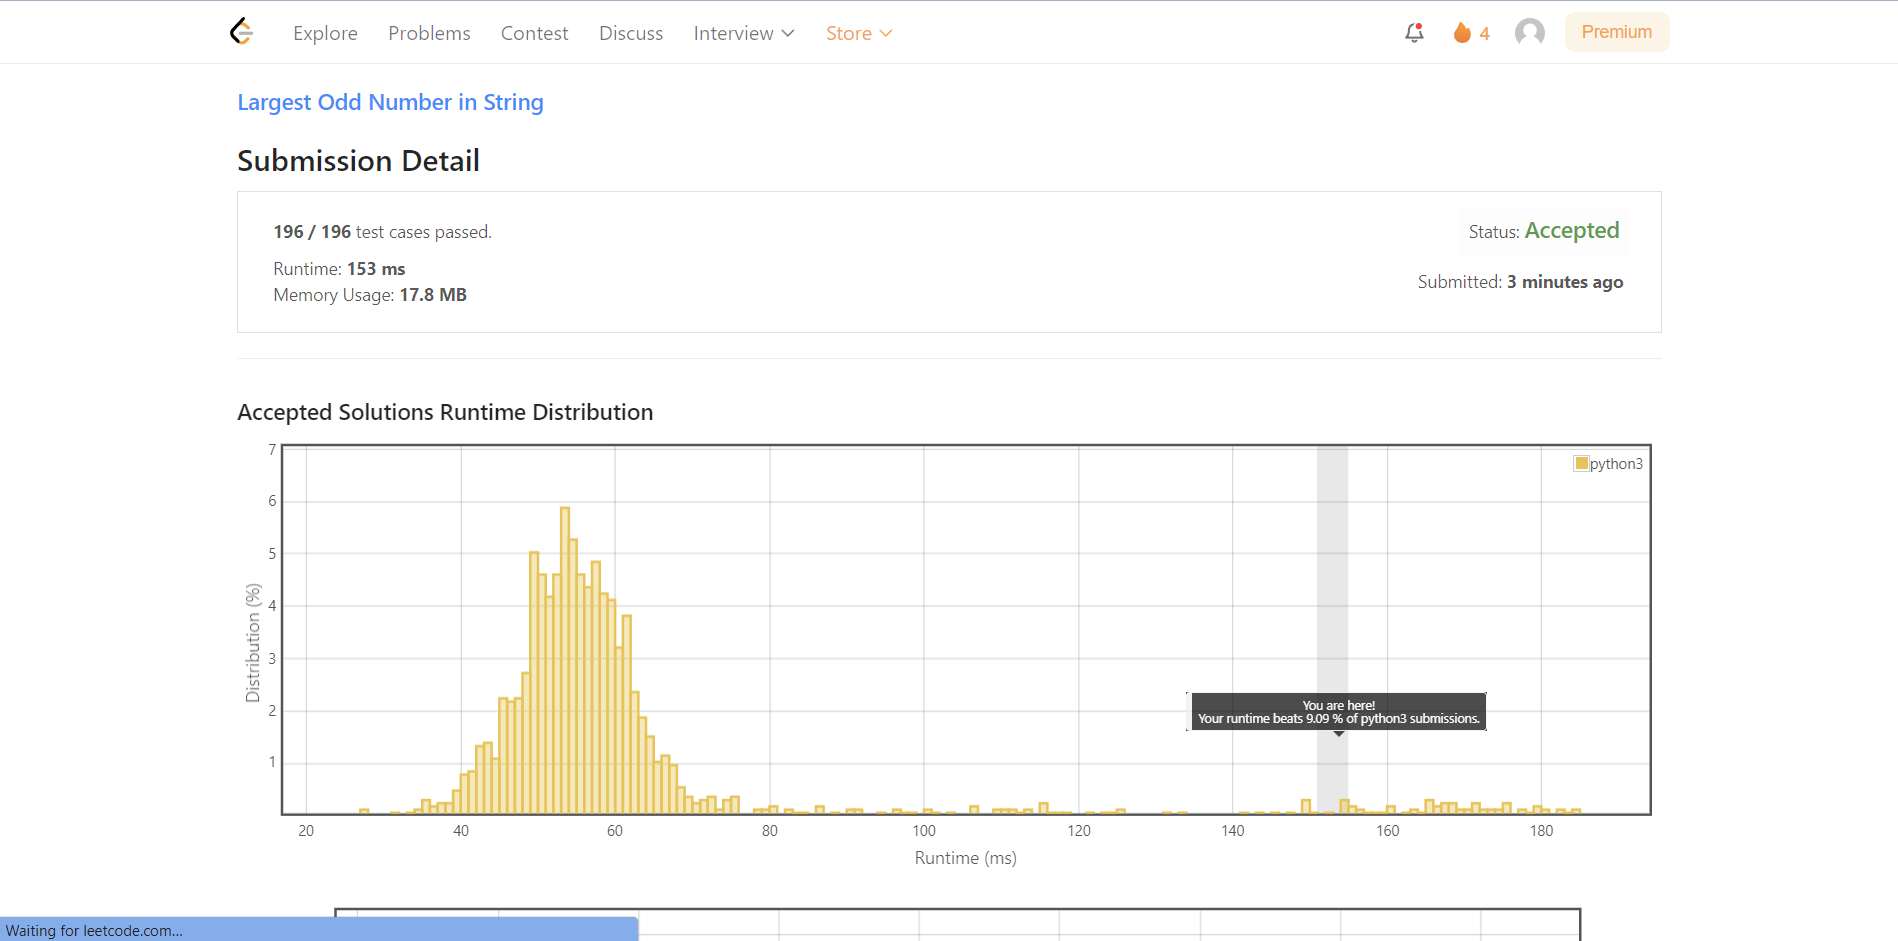 Explore Problems Contest Discuss Interview Store 4 Premium
Largest Odd Number in String
Submission Detail
196 / 196 test cases passed.
Status: Accepted
Runtime: 153 ms
Memory Usage: 17.8 MB
Submitted: 3 minutes ago
Accepted Solutions Runtime Distribution
7
6
5
4
3
2
1
Distribution (%)
python3
You are here!
Your runtime beats 9.09 % of python3 submissions.
20 40 60 80 100 120 140 160 180
Runtime (ms)
Waiting for leetcode.com...